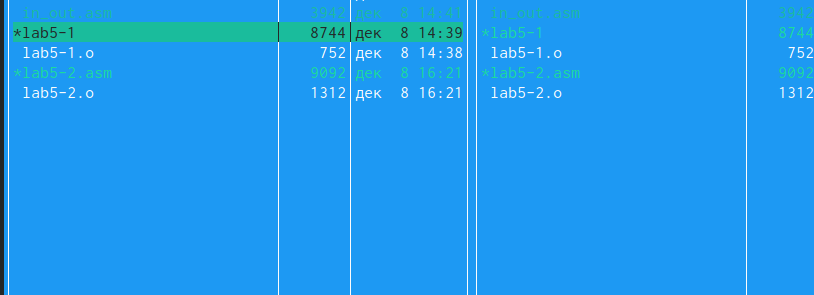 in_out.asm 3942 дек 8 14:41 in_out.asm 3942
*lab5-1 8744 дек 8 14:39 *lab5-1 8744
lab5-1.o 752 дек 8 14:38 lab5-1.o 752
*lab5-2.asm 9092 дек 8 16:21 *lab5-2.asm 9092
lab5-2.o 1312 дек 8 16:21 lab5-2.o 1312